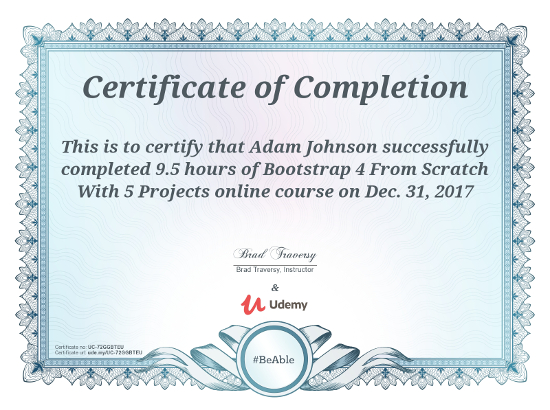 Certificate of Completion
This is to certify that Adam Johnson successfully
completed 9.5 hours of Bootstrap 4 From Scratch
With 5 Projects online course on Dec. 31, 2017
Brad Traversy
Brad Traversy, Instructor
&
Udemy
Certificate no: UC-72GGBTEU
Certificate url: ude.my/UC-72GGBTEU
#BeAble